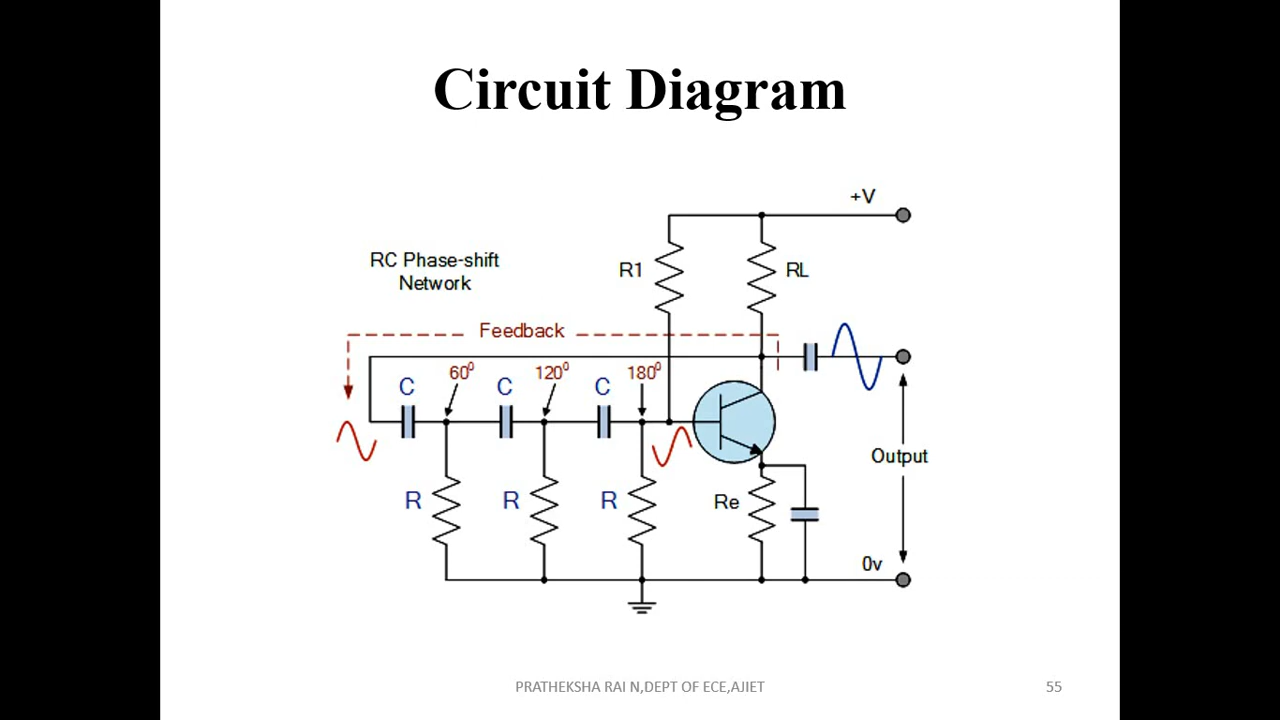 Circuit Diagram
+V
RC Phase-shift
Network
R1
RL
Feedback
60⁰
120⁰
180⁰
C
C
C
Output
R
R
R
Re
0v
PRATHEKSHA RAI N,DEPT OF ECE,AJIET
55